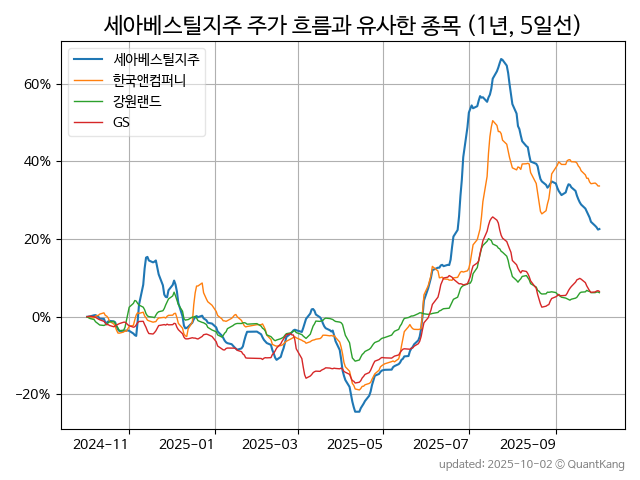 세아베스틸지주 주가 흐름과 유사한 종목 (1년, 5일선)
세아베스틸지주
한국앤컴퍼니
강원랜드
GS
60%
40%
20%
0%
−20%
2024-11
2025-01
2025-03
2025-05
2025-07
2025-09
updated: 2025-10-02 © QuantKang